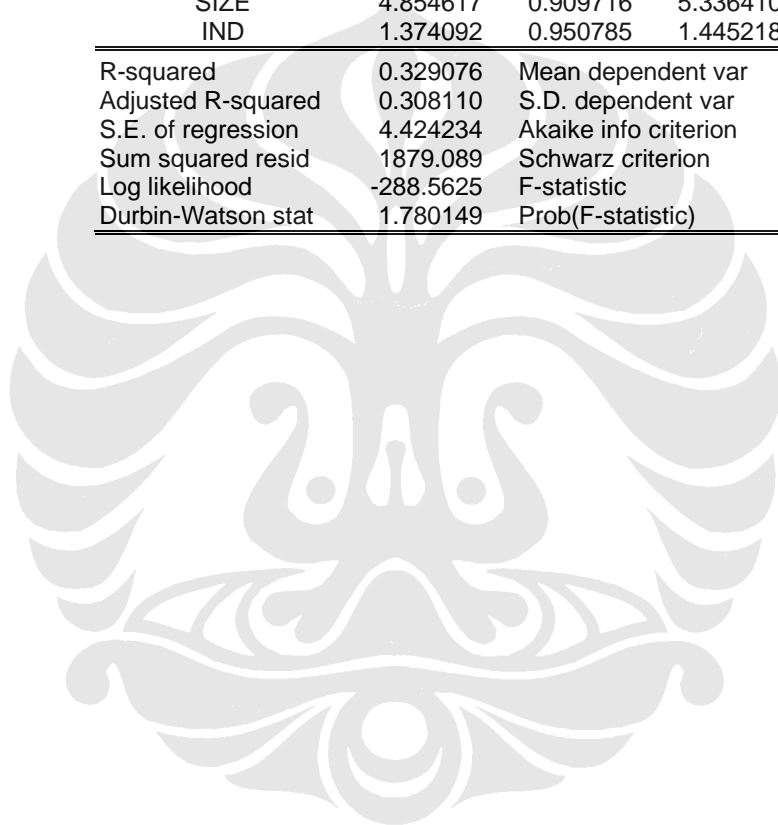 SIZE 4.854617 0.909716 5.336410
IND 1.374092 0.950785 1.445218
R-squared 0.329076 Mean dependent var
Adjusted R-squared 0.308110 S.D. dependent var
S.E. of regression 4.424234 Akaike info criterion
Sum squared resid 1879.089 Schwarz criterion
Log likelihood -288.5625 F-statistic
Durbin-Watson stat 1.780149 Prob(F-statistic)